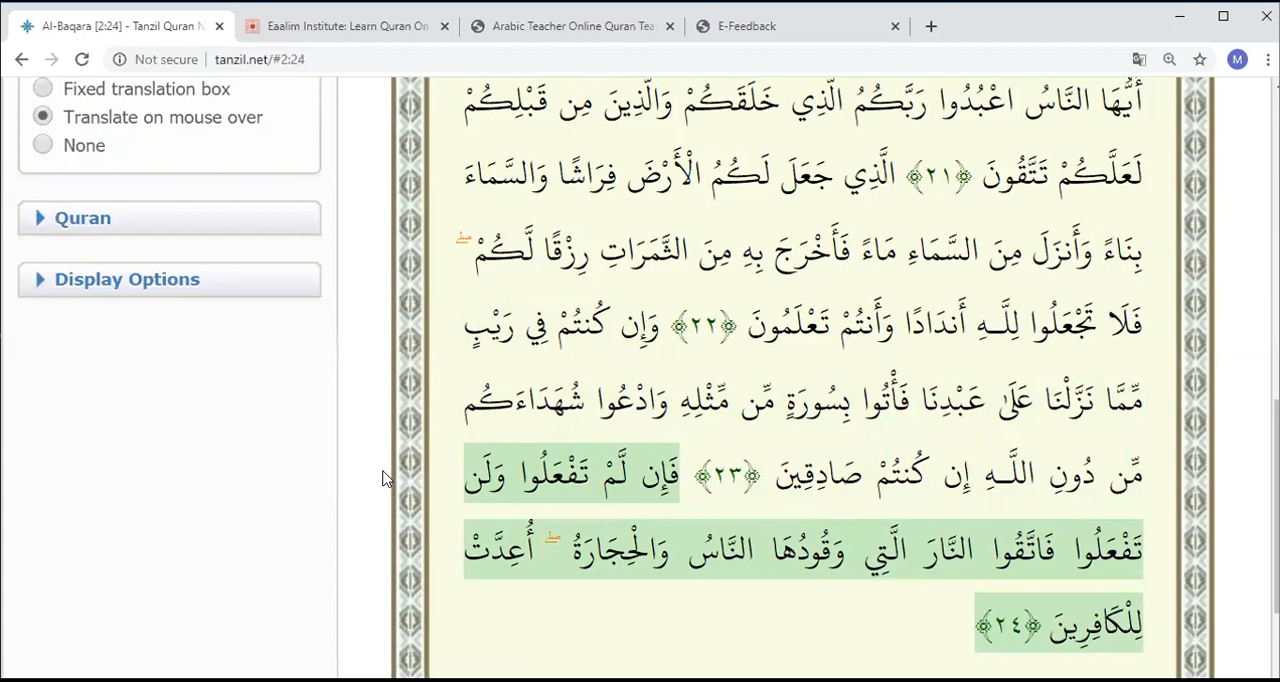 Al-Baqara [2:24] - Tanzil Quran N
Eaalim Institute: Learn Quran On
Arabic Teacher Online Quran Tea
E-Feedback
Not secure | tanzil.net/#2:24
M
Fixed translation box
Translate on mouse over
None
Quran
Display Options
أَيُّهَا النَّاسُ اعْبُدُوا رَبَّكُمُ الَّذِي خَلَقَكُمْ وَالَّذِينَ مِن قَبْلِكُمْ
لَعَلَّكُمْ تَتَّقُونَ ﴿٢١﴾ الَّذِي جَعَلَ لَكُمُ الْأَرْضَ فِرَاشًا وَالسَّمَاءَ
بِنَاءً وَأَنزَلَ مِنَ السَّمَاءِ مَاءً فَأَخْرَجَ بِهِ مِنَ الثَّمَرَاتِ رِزْقًا لَّكُمْ ۖ
فَلَا تَجْعَلُوا لِلَّـهِ أَندَادًا وَأَنتُمْ تَعْلَمُونَ ﴿٢٢﴾ وَإِن كُنتُمْ فِي رَيْبٍ
مِّمَّا نَزَّلْنَا عَلَىٰ عَبْدِنَا فَأْتُوا بِسُورَةٍ مِّن مِّثْلِهِ وَادْعُوا شُهَدَاءَكُم
مِّن دُونِ اللَّـهِ إِن كُنتُمْ صَادِقِينَ ﴿٢٣﴾ فَإِن لَّمْ تَفْعَلُوا وَلَن
تَفْعَلُوا فَاتَّقُوا النَّارَ الَّتِي وَقُودُهَا النَّاسُ وَالْحِجَارَةُ ۖ أُعِدَّتْ
لِلْكَافِرِينَ ﴿٢٤﴾